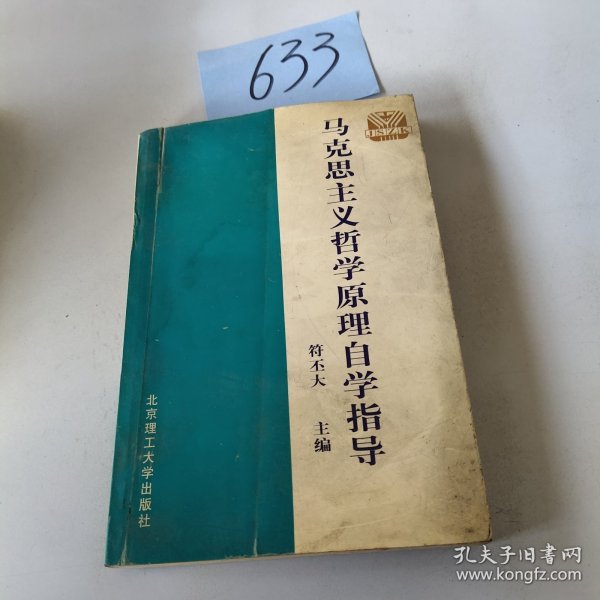 633
JSZK
马克思主义哲学原理自学指导
符丕大 主编
北京理工大学出版社
孔夫子旧书网
www.kongfz.com